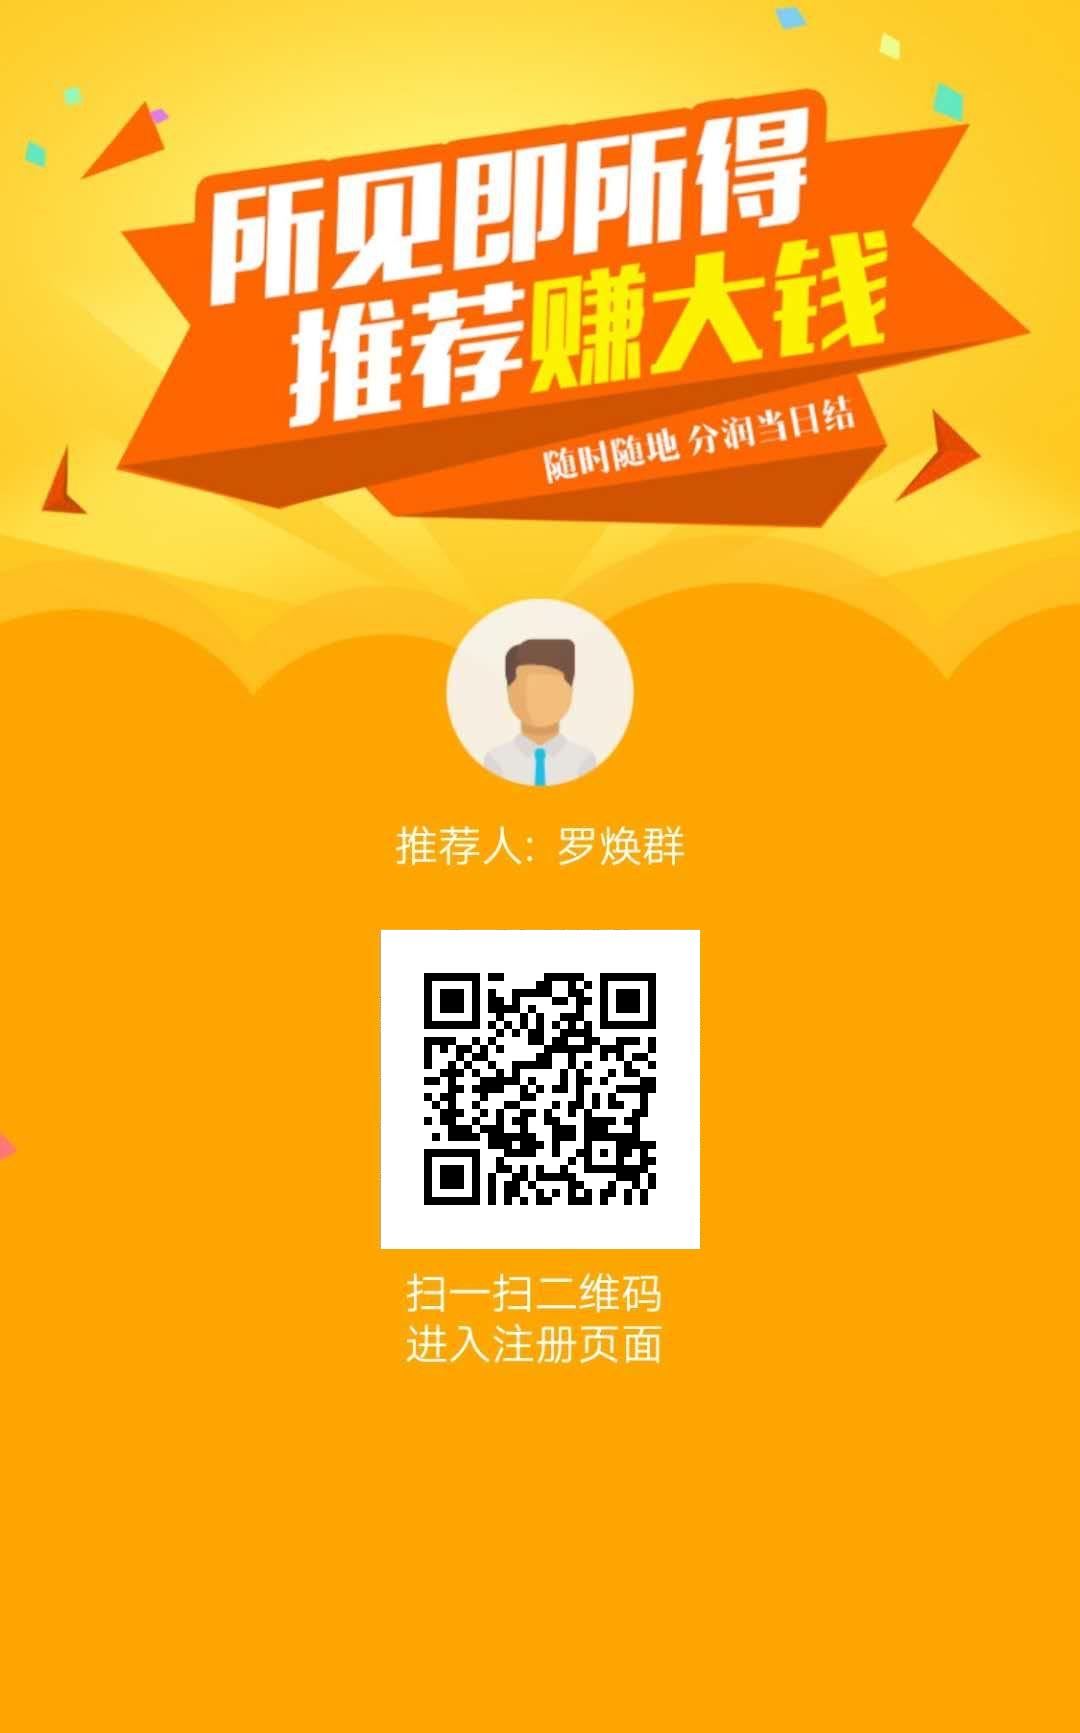 所见即所得
推荐赚大钱
随时随地 分润当日结
推荐人: 罗焕群
扫一扫二维码
进入注册页面